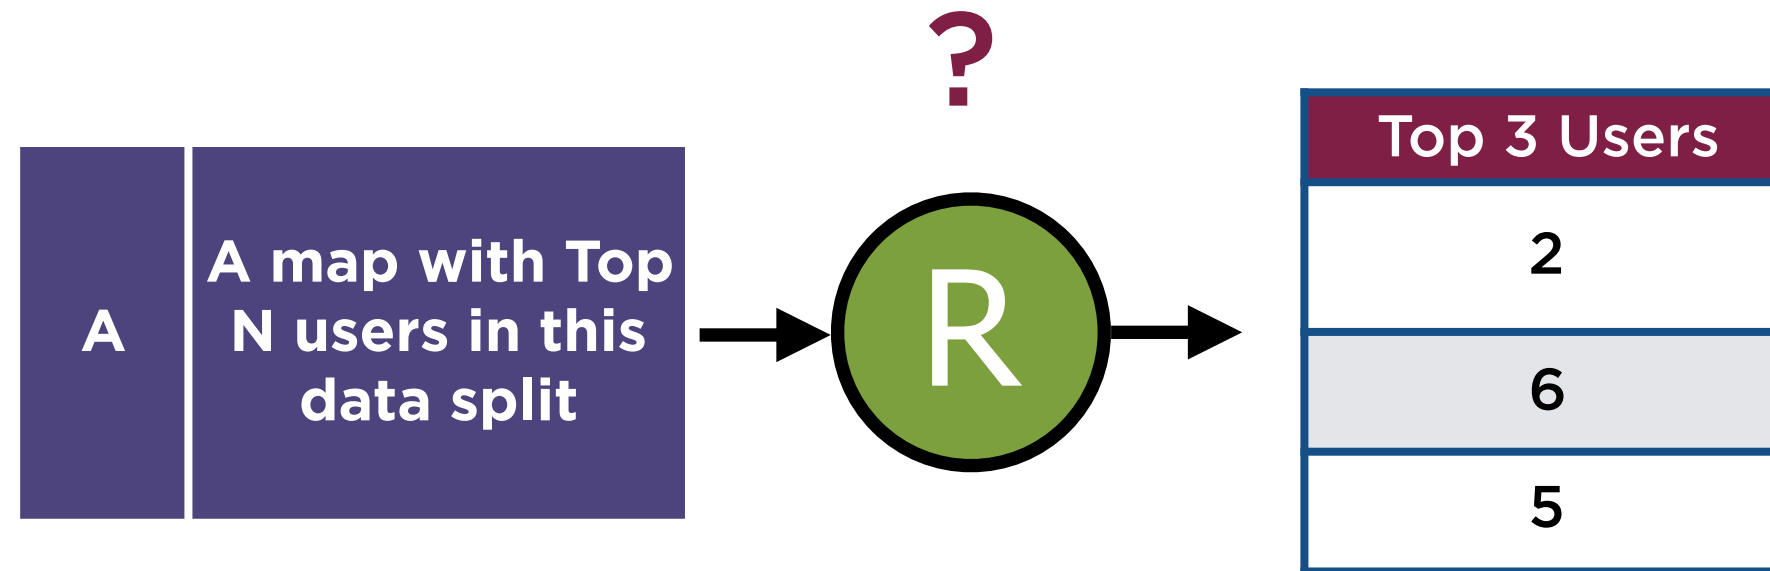 ?
A
A map with Top
N users in this
data split
R
Top 3 Users
2
6
5